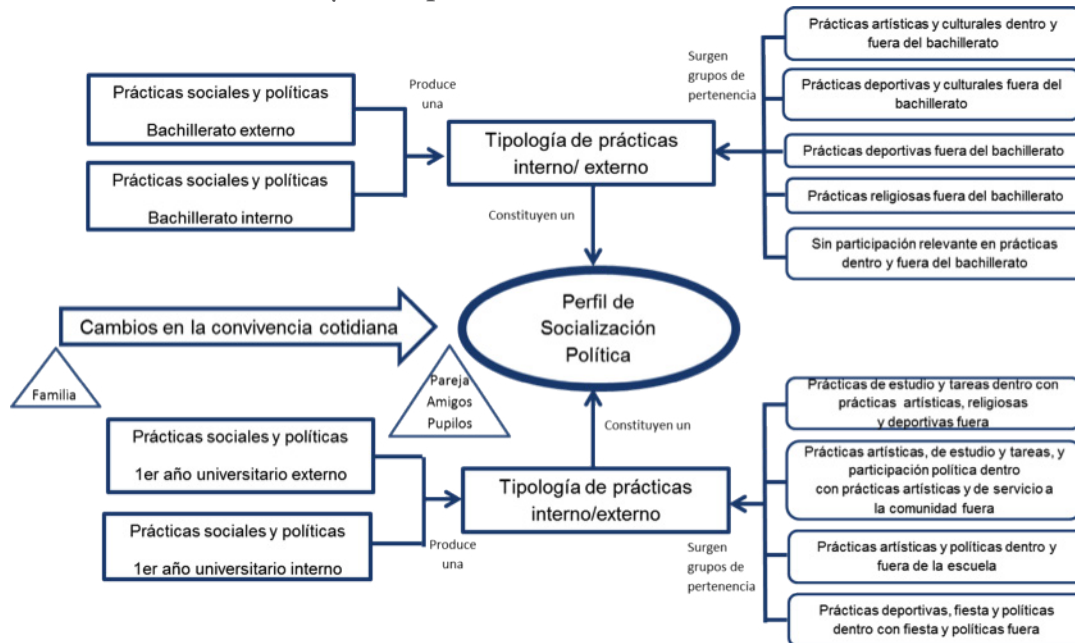 Prácticas sociales y políticas
Bachillerato externo
Prácticas sociales y políticas
Bachillerato interno
Produce
una
Tipología de prácticas
interno/ externo
Surgen
grupos de
pertenencia
Prácticas artísticas y culturales dentro y
fuera del bachillerato
Prácticas deportivas y culturales fuera del
bachillerato
Prácticas deportivas fuera del bachillerato
Prácticas religiosas fuera del bachillerato
Sin participación relevante en prácticas
dentro y fuera del bachillerato
Constituyen un
Perfil de
Socialización
Política
Cambios en la convivencia cotidiana
Familia
Pareja
Amigos
Pupilos
Constituyen un
Prácticas sociales y políticas
1er año universitario externo
Prácticas sociales y políticas
1er año universitario interno
Produce
una
Tipología de prácticas
interno/externo
Surgen
grupos de
pertenencia
Prácticas de estudio y tareas dentro con
prácticas artísticas, religiosas
y deportivas fuera
Prácticas artísticas, de estudio y tareas, y
participación política dentro
con prácticas artísticas y de servicio a
la comunidad fuera
Prácticas artísticas y políticas dentro y
fuera de la escuela
Prácticas deportivas, fiesta y políticas
dentro con fiesta y políticas fuera